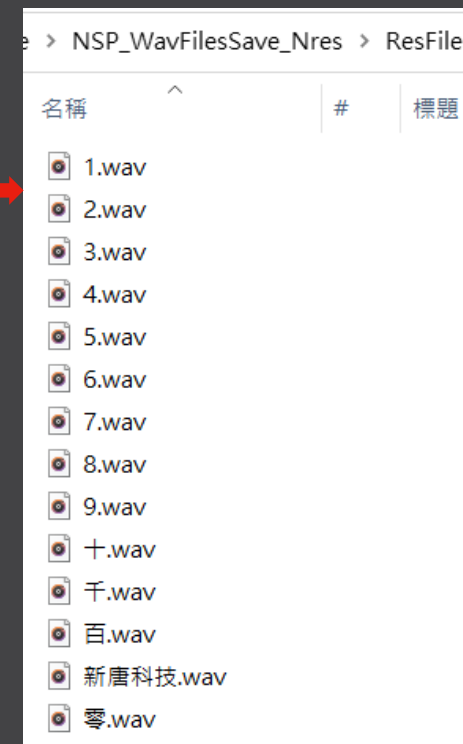 e > NSP_WavFilesSave_Nres > ResFile
名稱 # 標題
1.wav
2.wav
3.wav
4.wav
5.wav
6.wav
7.wav
8.wav
9.wav
十.wav
千.wav
百.wav
新唐科技.wav
零.wav